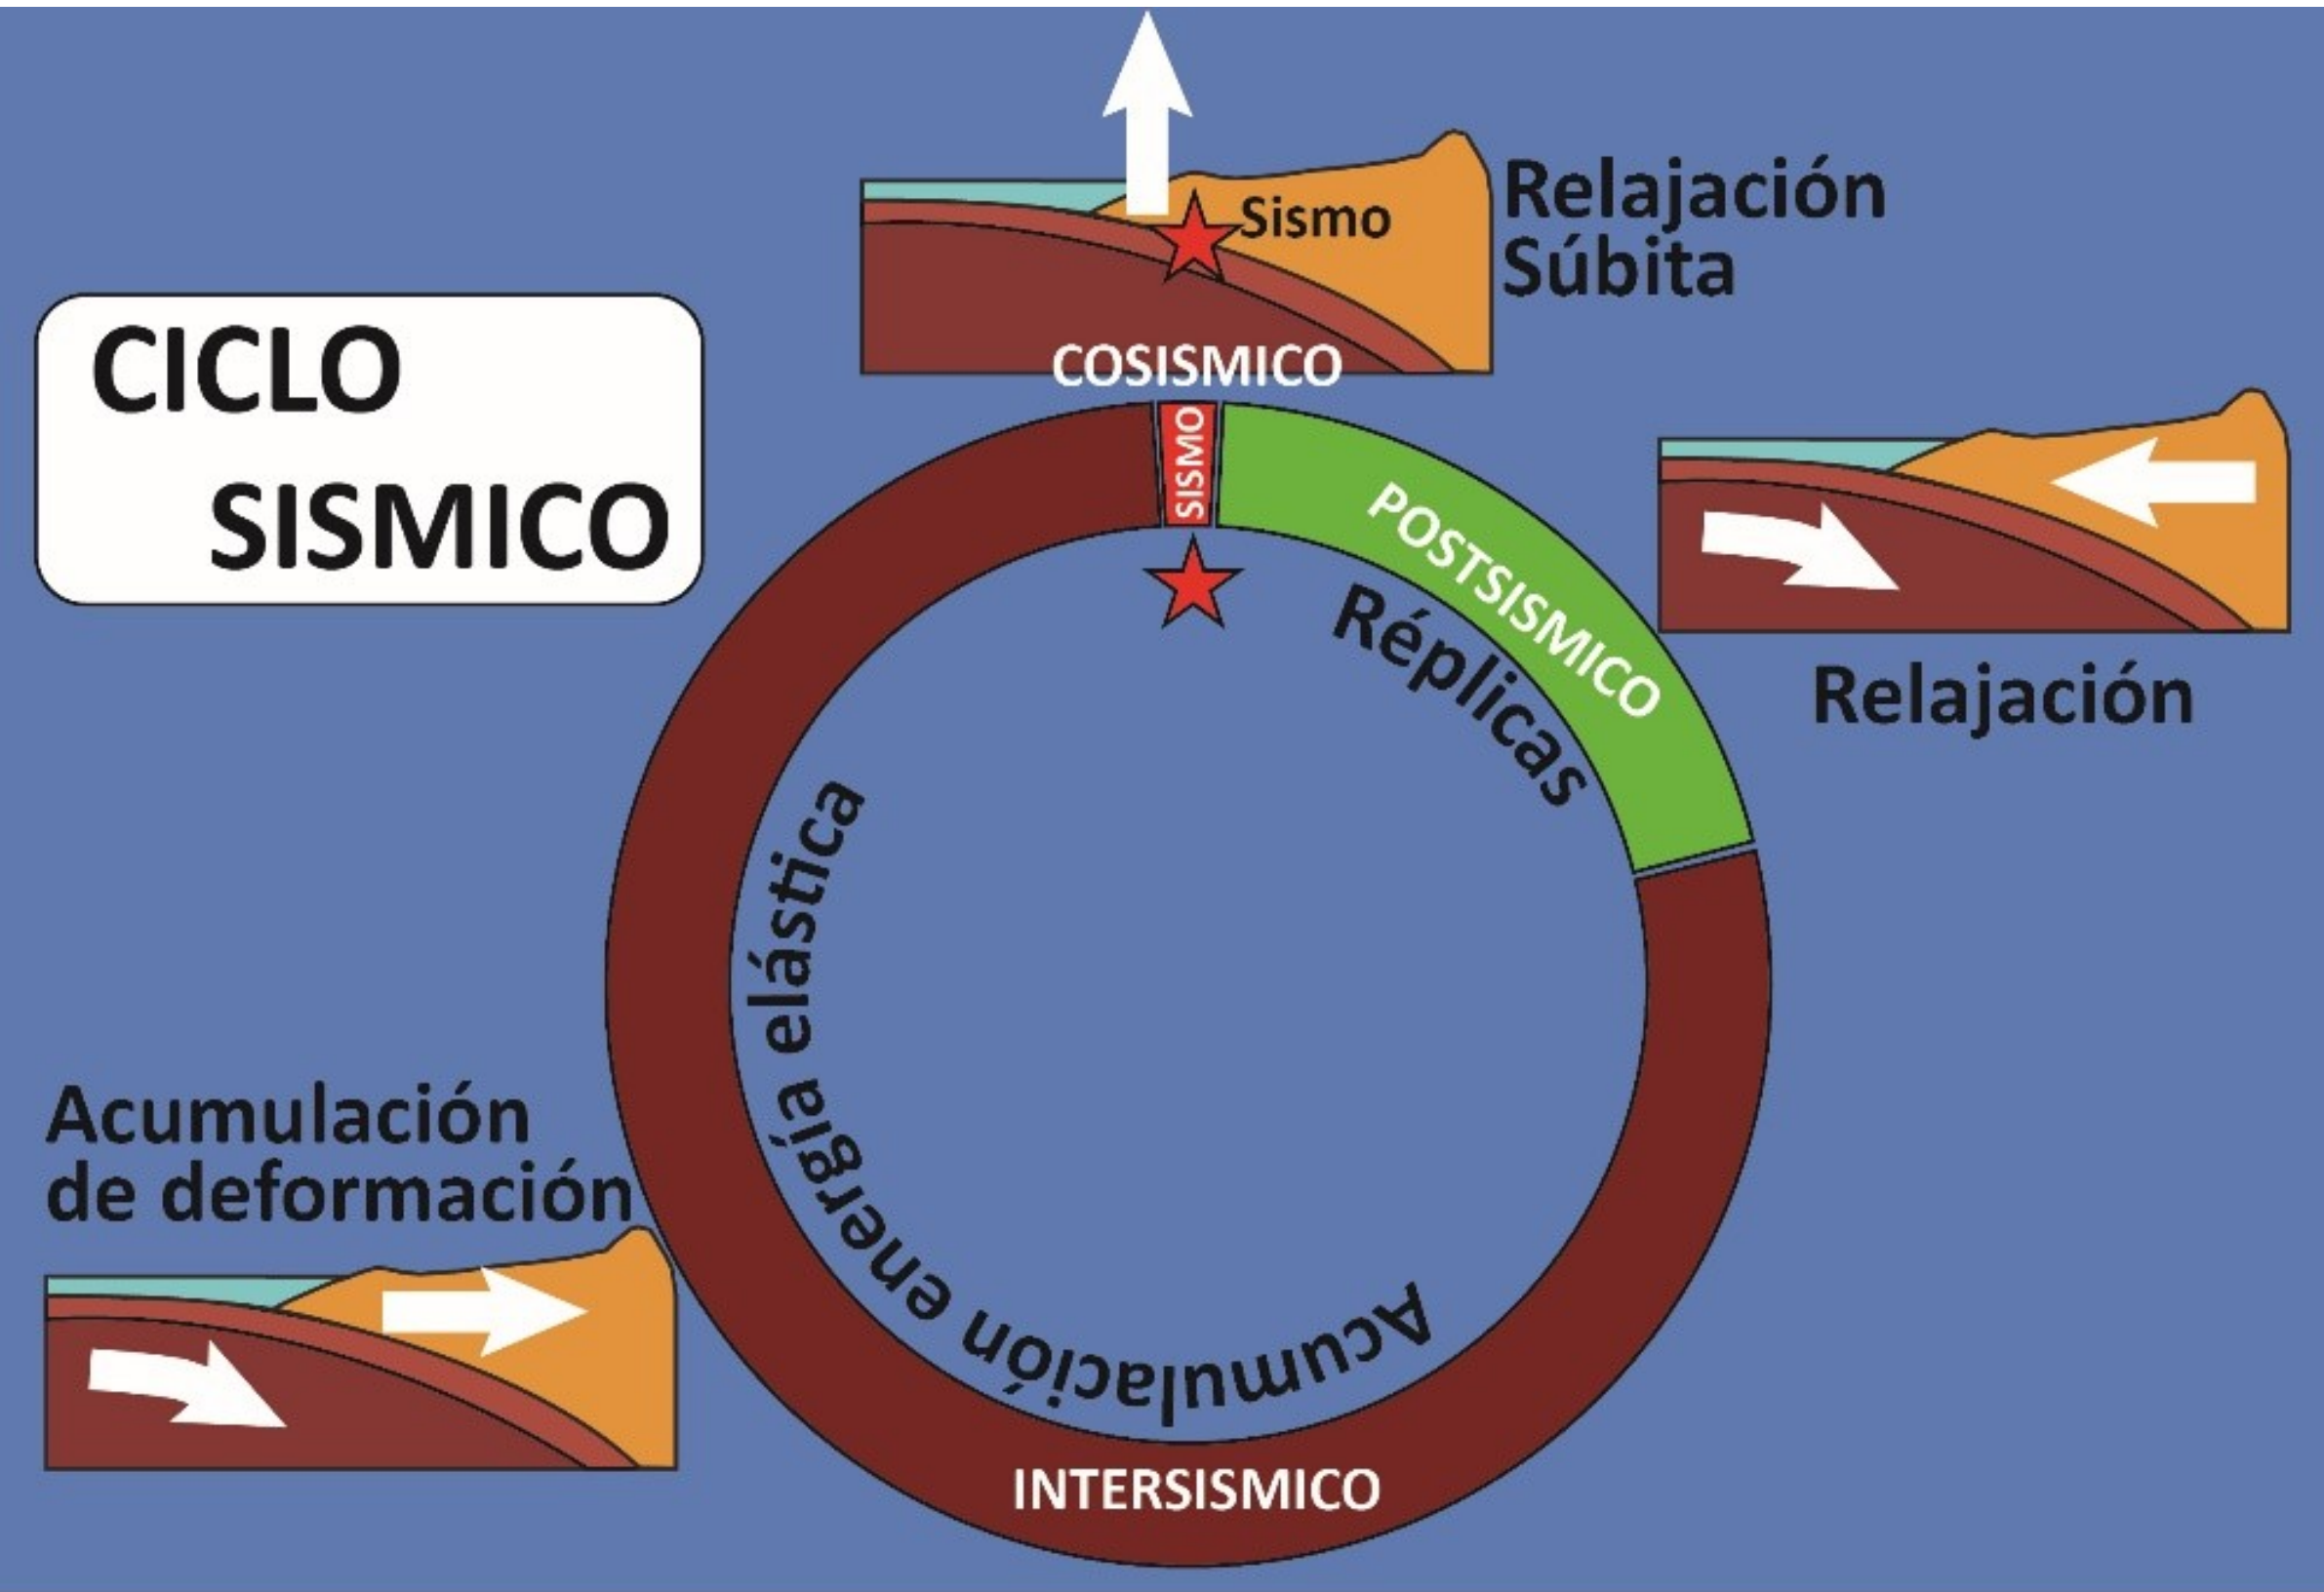 CICLO
SISMICO
Sismo
Relajación
Súbita
COSISMICO
SISMO
POSTSISMICO
Réplicas
Relajación
Acumulación energía elástica
Acumulación
de deformación
INTERSISMICO